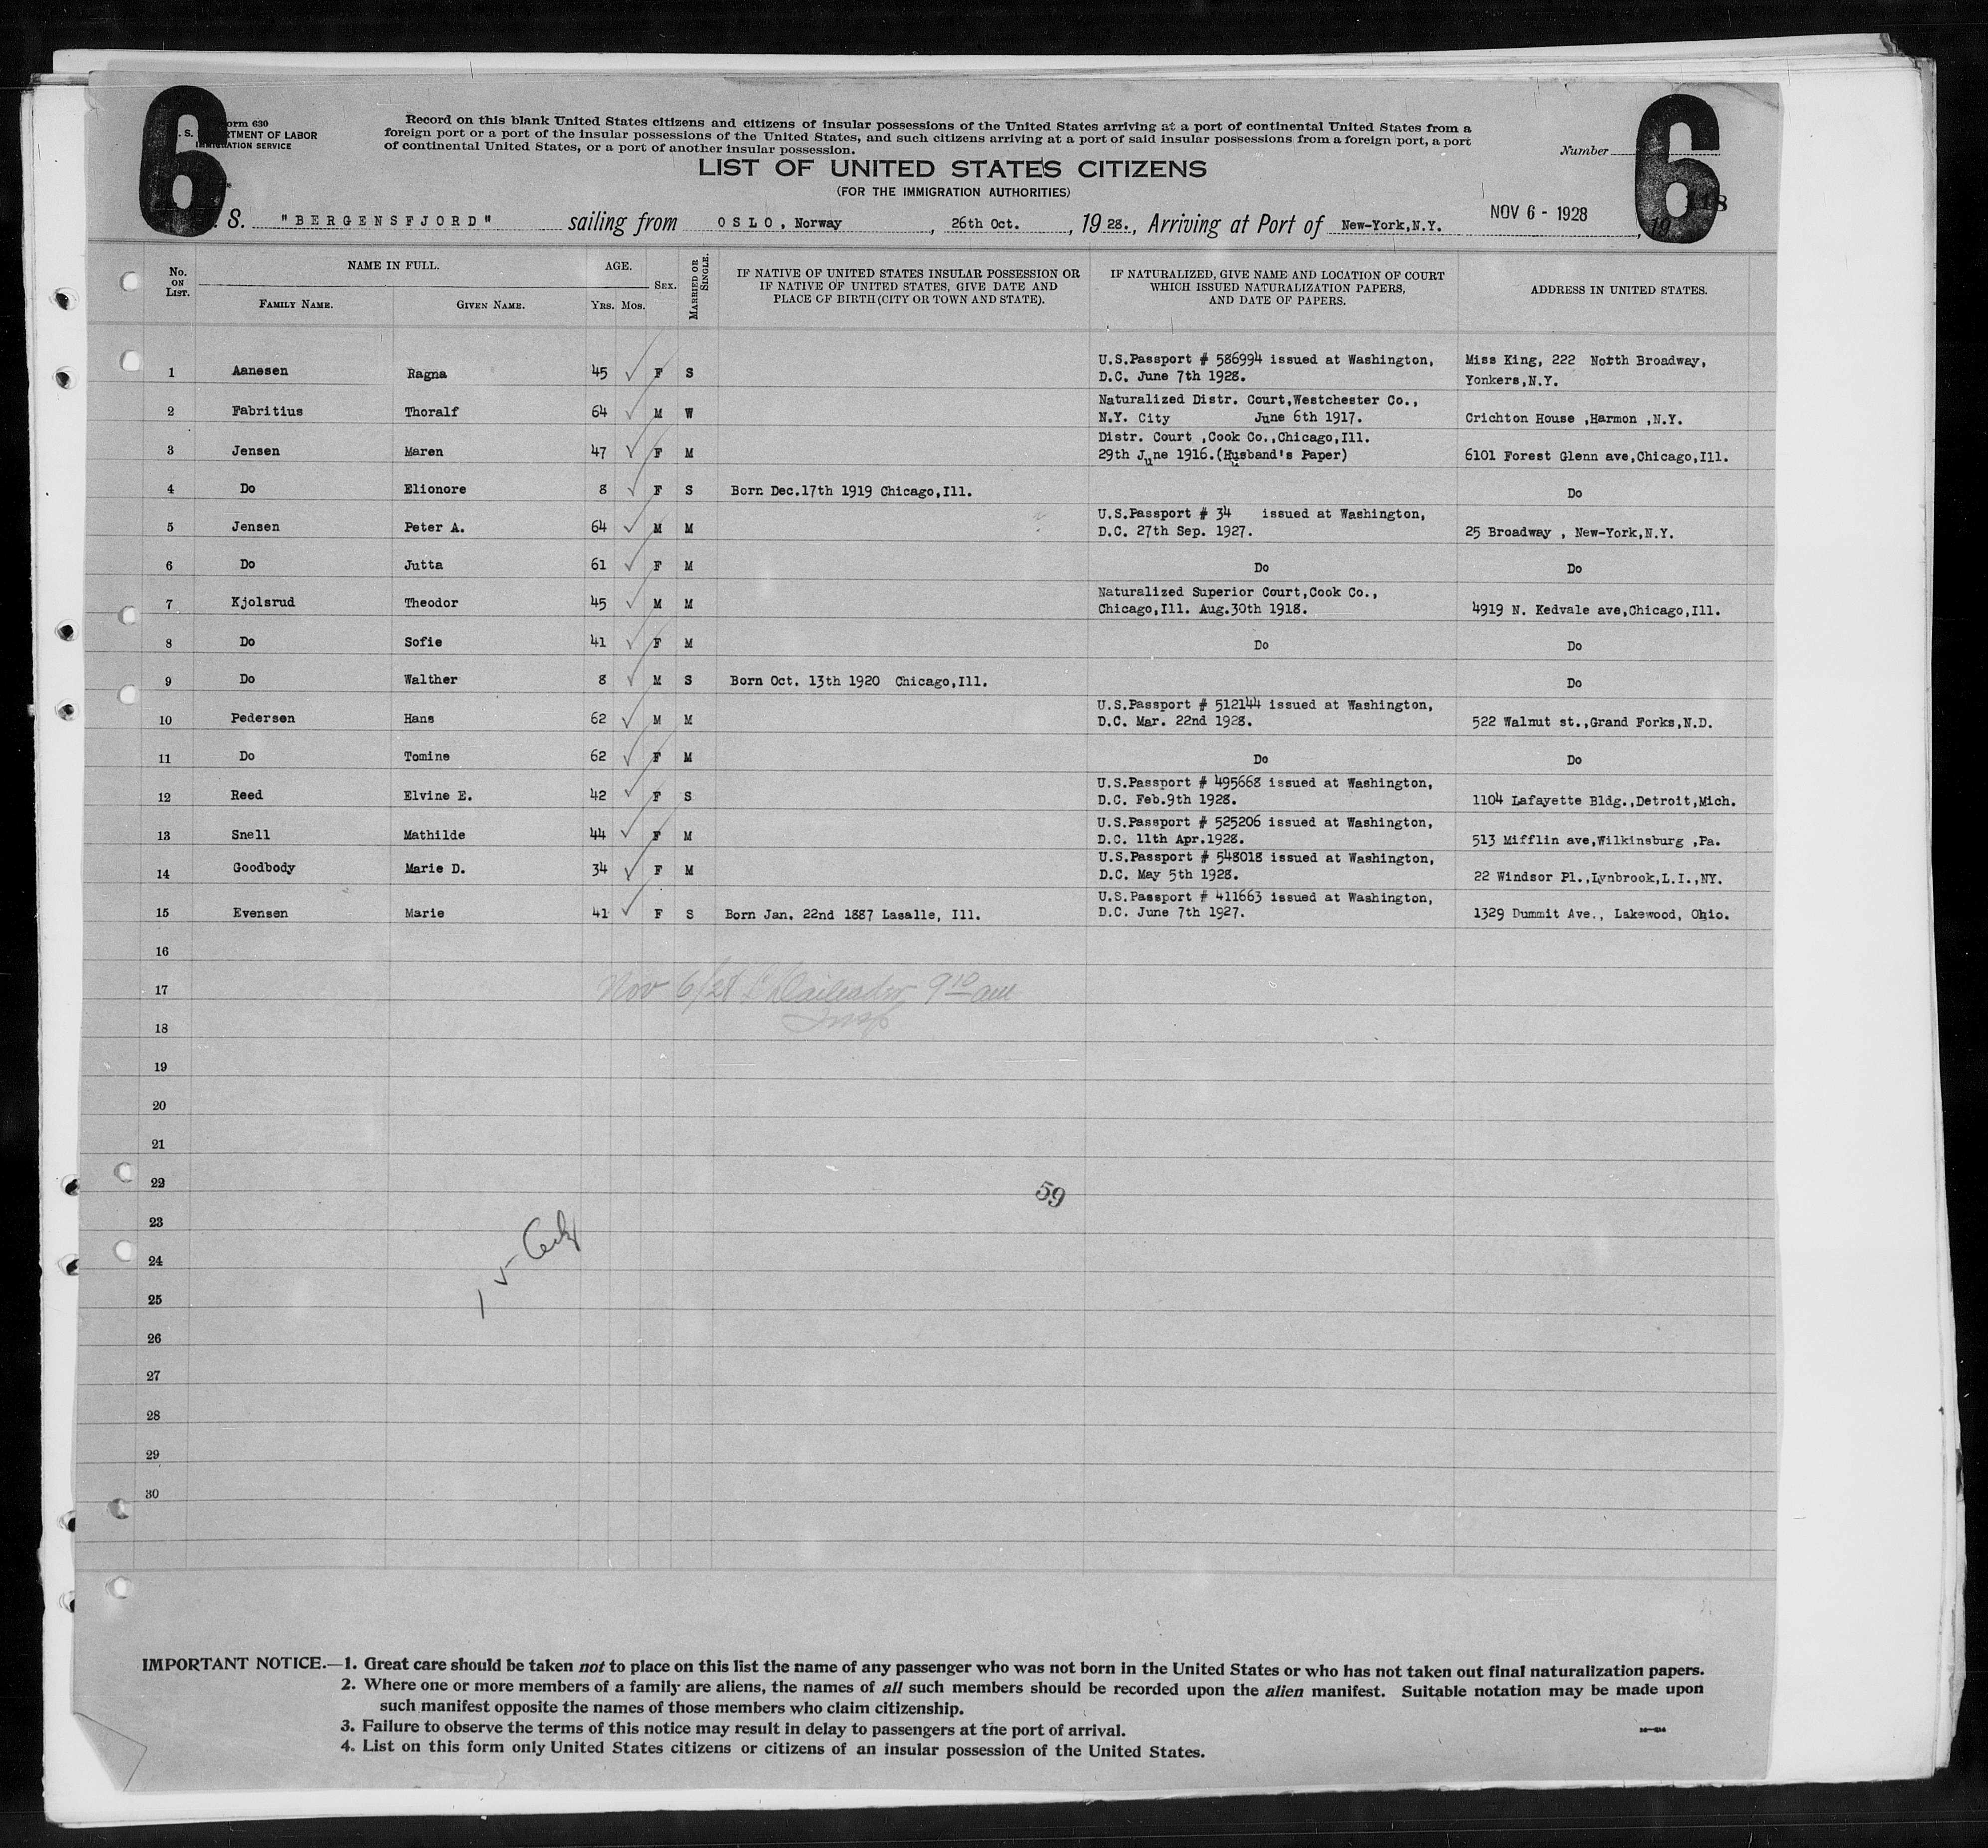 6
6
Form 630
U. S. DEPARTMENT OF LABOR
IMMIGRATION SERVICE
Record on this blank United States citizens and citizens of insular possessions of the United States arriving at a port of continental United States from a
foreign port or a port of the insular possessions of the United States, and such citizens arriving at a port of said insular possessions from a foreign port, a port
of continental United States, or a port of another insular possession.
Number
LIST OF UNITED STATES CITIZENS
(FOR THE IMMIGRATION AUTHORITIES)
S. "BERGENSFJORD" sailing from OSLO, Norway, 26th Oct., 1928., Arriving at Port of New-York,N.Y. NOV 6 - 1928, 19
No. ON LIST. NAME IN FULL. FAMILY NAME. GIVEN NAME. AGE. YRS. MOS. SEX. MARRIED OR SINGLE. IF NATIVE OF UNITED STATES INSULAR POSSESSION OR IF NATIVE OF UNITED STATES, GIVE DATE AND PLACE OF BIRTH (CITY OR TOWN AND STATE). IF NATURALIZED, GIVE NAME AND LOCATION OF COURT WHICH ISSUED NATURALIZATION PAPERS, AND DATE OF PAPERS. ADDRESS IN UNITED STATES.
1 Aanesen Ragna 45 ✓ F S U.S.Passport # 586994 issued at Washington, D.C. June 7th 1928. Miss King, 222 North Broadway, Yonkers,N.Y.
2 Fabritius Thoralf 64 ✓ M W Naturalized Distr. Court,Westchester Co., N.Y. City June 6th 1917. Crichton House ,Harmon ,N.Y.
3 Jensen Maren 47 ✓ F M Distr. Court ,Cook Co.,Chicago,Ill. 29th June 1916.(Husband's Paper) 6101 Forest Glenn ave,Chicago,Ill.
4 Do Elionore 8 ✓ F S Born Dec.17th 1919 Chicago,Ill. Do
5 Jensen Peter A. 64 ✓ M M U.S.Passport # 34 issued at Washington, D.C. 27th Sep. 1927. 25 Broadway , New-York,N.Y.
6 Do Jutta 61 ✓ F M Do Do
7 Kjolsrud Theodor 45 ✓ M M Naturalized Superior Court,Cook Co., Chicago,Ill. Aug.30th 1918. 4919 N. Kedvale ave,Chicago,Ill.
8 Do Sofie 41 ✓ F M Do Do
9 Do Walther 8 ✓ M S Born Oct. 13th 1920 Chicago,Ill. Do
10 Pedersen Hans 62 ✓ M M U.S.Passport # 512144 issued at Washington, D.C. Mar. 22nd 1928. 522 Walnut st.,Grand Forks,N.D.
11 Do Tomine 62 ✓ F M Do Do
12 Reed Elvine E. 42 ✓ F S U.S.Passport # 495668 issued at Washington, D.C. Feb.9th 1928. 1104 Lafayette Bldg.,Detroit,Mich.
13 Snell Mathilde 44 ✓ F M U.S.Passport # 525206 issued at Washington, D.C. 11th Apr.1928. 513 Mifflin ave,Wilkinsburg ,Pa.
14 Goodbody Marie D. 34 ✓ F M U.S.Passport # 548018 issued at Washington, D.C. May 5th 1928. 22 Windsor Pl.,Lynbrook,L.I.,NY.
15 Evensen Marie 41 ✓ F S Born Jan. 22nd 1887 Lasalle, Ill. U.S.Passport # 411663 issued at Washington, D.C. June 7th 1927. 1329 Dummit Ave., Lakewood, Ohio.
16
17 Nov 6/28 9 10 am
18 Insp
19
20
21
22
59
23
24
25
26
27
28
29
30
IMPORTANT NOTICE.—1. Great care should be taken not to place on this list the name of any passenger who was not born in the United States or who has not taken out final naturalization papers.
2. Where one or more members of a family are aliens, the names of all such members should be recorded upon the alien manifest. Suitable notation may be made upon
such manifest opposite the names of those members who claim citizenship.
3. Failure to observe the terms of this notice may result in delay to passengers at the port of arrival.
4. List on this form only United States citizens or citizens of an insular possession of the United States.